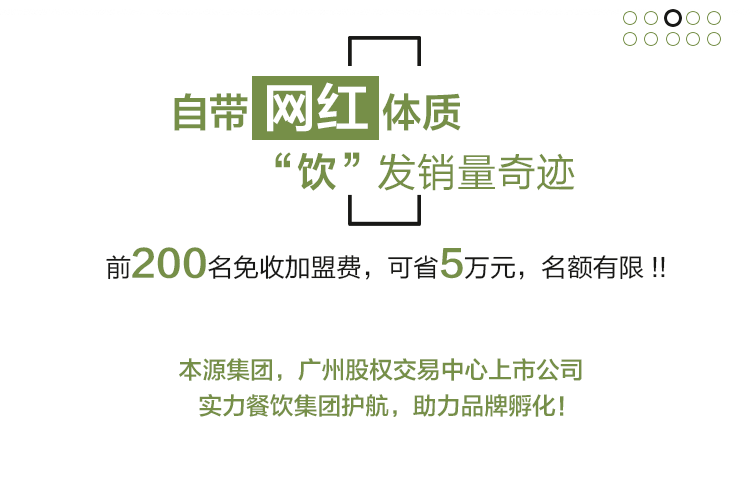 自带网红体质
“饮”发销量奇迹
前200名免收加盟费，可省5万元，名额有限!!
本源集团，广州股权交易中心上市公司
实力餐饮集团护航，助力品牌孵化！